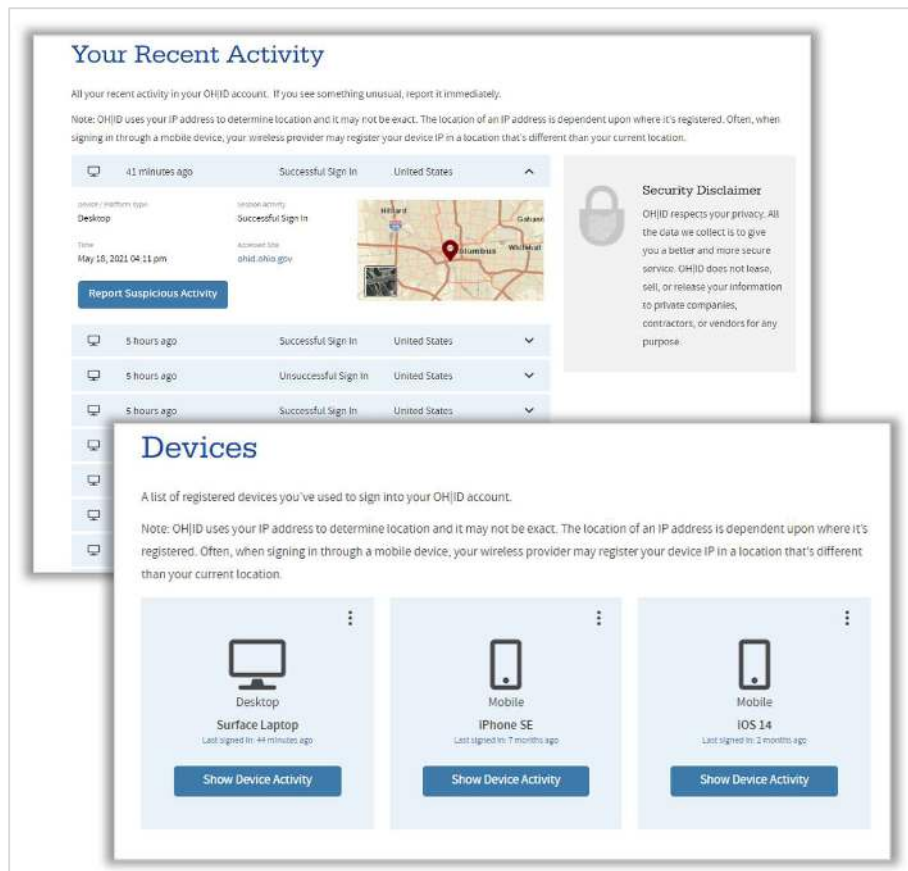 Your Recent Activity
All your recent activity in your OH|ID account. If you see something unusual, report it immediately.
Note: OH|ID uses your IP address to determine location and it may not be exact. The location of an IP address is dependent upon where it's registered. Often, when
signing in through a mobile device, your wireless provider may register your device IP in a location that's different than your current location.
41 minutes ago Successful Sign In United States
Device / Platform Type Session Activity
Desktop Successful Sign In
Time Accessed Site
May 18, 2021 04:11 pm ohid.ohio.gov
Report Suspicious Activity
Hilliard
Gahann
Columbus Whitehall
Security Disclaimer
OH|ID respects your privacy. All
the data we collect is to give
you a better and more secure
service. OH|ID does not lease,
sell, or release your information
to private companies,
contractors, or vendors for any
purpose.
5 hours ago Successful Sign In United States
5 hours ago Unsuccessful Sign In United States
5 hours ago Successful Sign In United States
Devices
A list of registered devices you've used to sign into your OH|ID account.
Note: OH|ID uses your IP address to determine location and it may not be exact. The location of an IP address is dependent upon where it's
registered. Often, when signing in through a mobile device, your wireless provider may register your device IP in a location that's different
than your current location.
Desktop
Surface Laptop
Last signed in: 44 minutes ago
Show Device Activity
Mobile
iPhone SE
Last signed in: 7 months ago
Show Device Activity
Mobile
iOS 14
Last signed in: 2 months ago
Show Device Activity